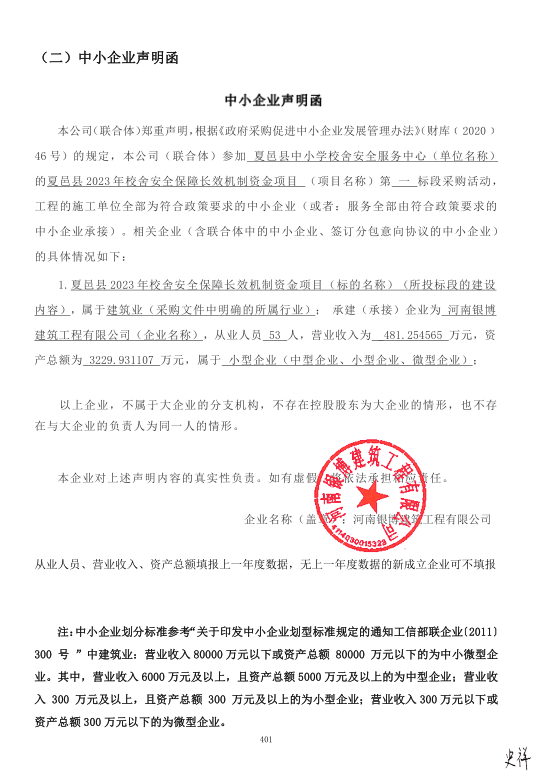 （二）中小企业声明函
中小企业声明函
本公司（联合体）郑重声明，根据《政府采购促进中小企业发展管理办法》（财库﹝2020﹞
46号）的规定，本公司（联合体）参加 夏邑县中小学校舍安全服务中心（单位名称）
的夏邑县2023年校舍安全保障长效机制资金项目 （项目名称）第 一 标段采购活动，
工程的施工单位全部为符合政策要求的中小企业（或者：服务全部由符合政策要求的
中小企业承接）。相关企业（含联合体中的中小企业、签订分包意向协议的中小企业）
的具体情况如下：
1. 夏邑县2023年校舍安全保障长效机制资金项目（标的名称）（所投标段的建设
内容），属于建筑业（采购文件中明确的所属行业）； 承建（承接）企业为 河南银博
建筑工程有限公司（企业名称），从业人员 53 人，营业收入为 481.254565 万元，资
产总额为 3229.931107 万元，属于 小型企业（中型企业、小型企业、微型企业）；
以上企业，不属于大企业的分支机构，不存在控股股东为大企业的情形，也不存
在与大企业的负责人为同一人的情形。
本企业对上述声明内容的真实性负责。如有虚假，将依法承担相应责任。
企业名称（盖章）：河南银博建筑工程有限公司
河南银博建筑工程有限公司
4114030015328
从业人员、营业收入、资产总额填报上一年度数据，无上一年度数据的新成立企业可不填报
注：中小企业划分标准参考“关于印发中小企业划型标准规定的通知工信部联企业〔2011〕
300 号 ”中建筑业：营业收入80000万元以下或资产总额 80000 万元以下的为中小微型企
业。其中，营业收入6000万元及以上，且资产总额5000万元及以上的为中型企业；营业收
入 300 万元及以上，且资产总额 300 万元及以上的为小型企业；营业收入300万元以下或
资产总额300万元以下的为微型企业。
401
史祥